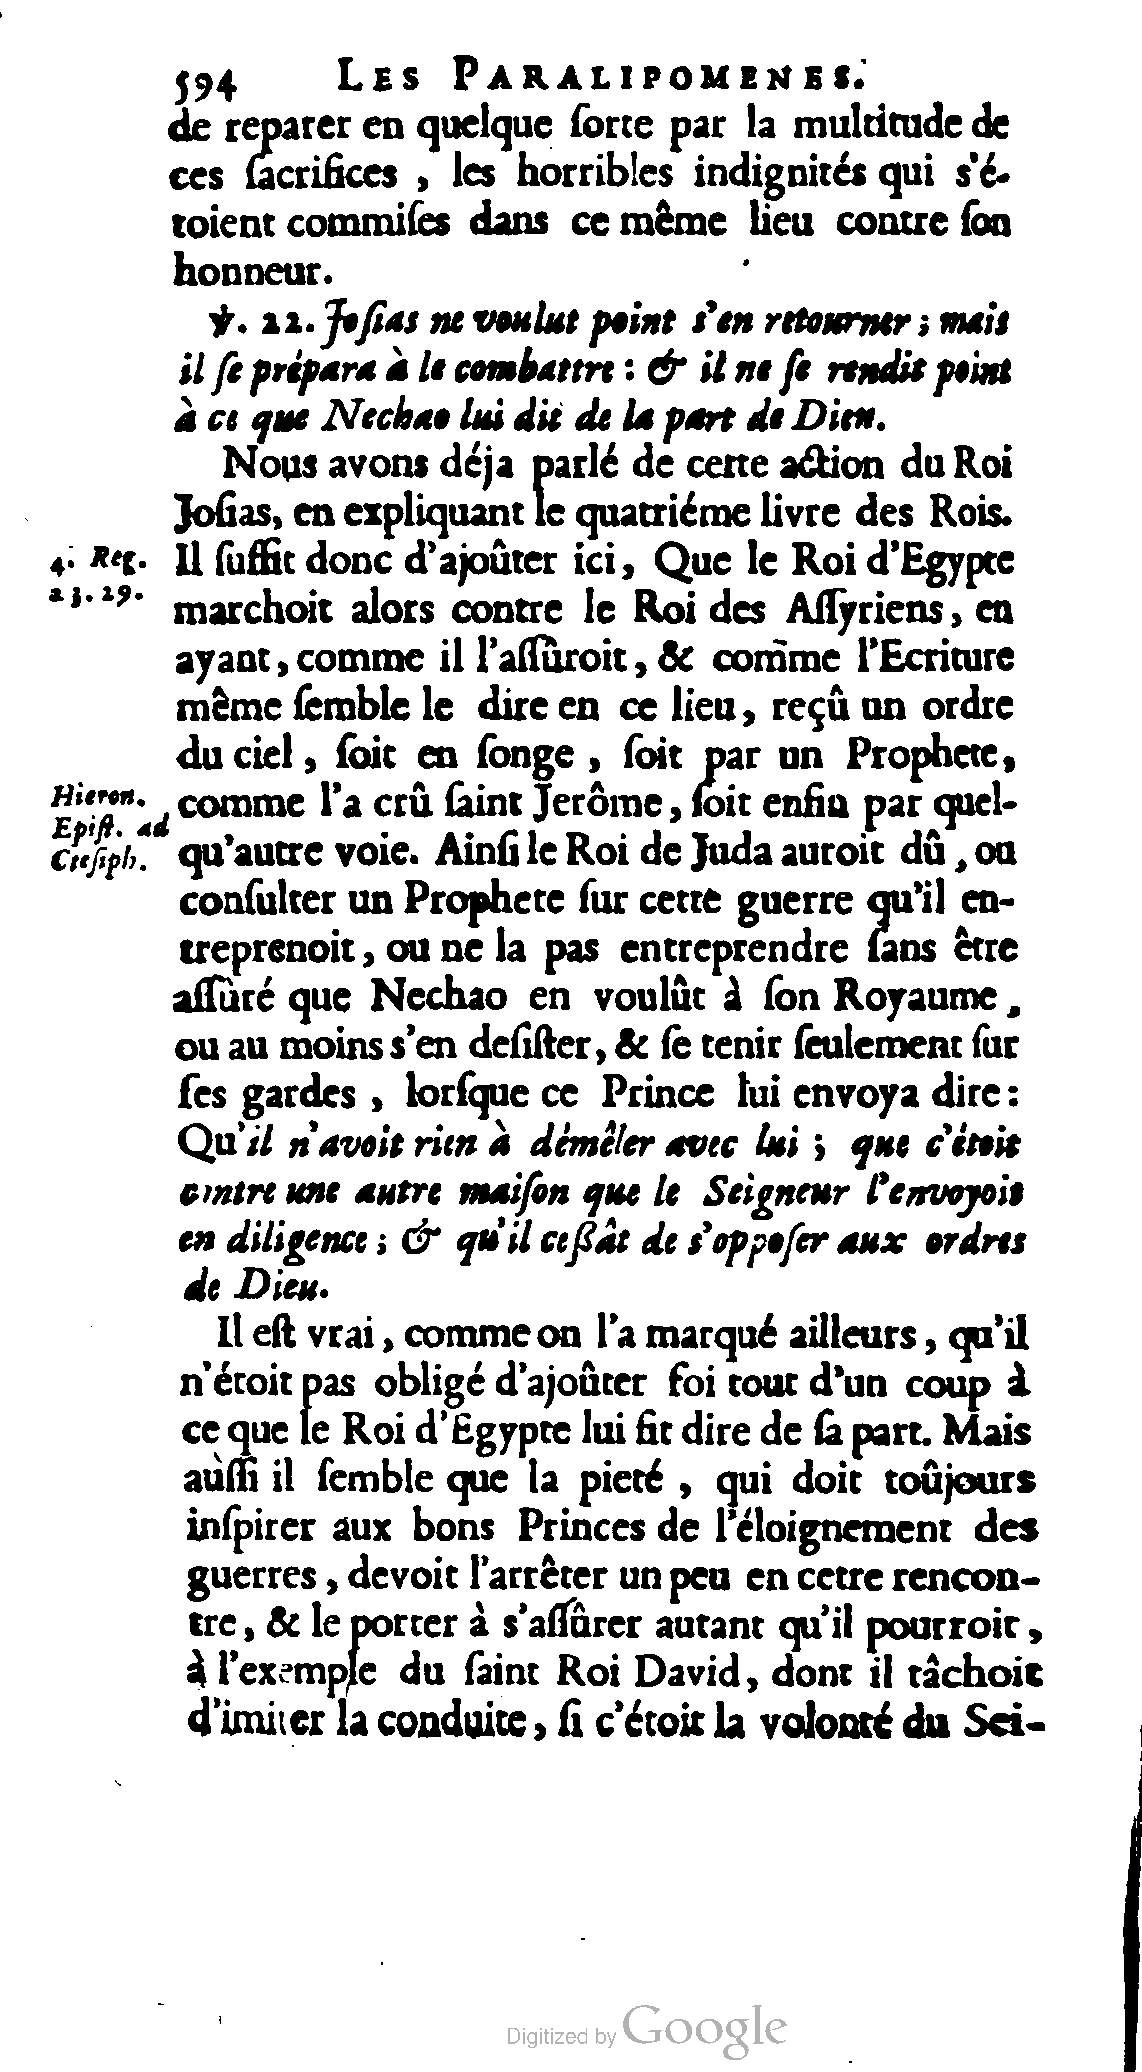 594 LES PARALIPOMENES.
de reparer en quelque ſorte par la multitude de
ces ſacrifices , les horribles indignités qui s'é-
toient commiſes dans ce même lieu contre ſon
honneur.
℣. 22. Joſias ne voulut point s'en retourner ; mais
il ſe prépara à le combattre : & il ne ſe rendit point
à ce que Nechao lui dit de la part de Dieu.
Nous avons déja parlé de cette action du Roi
Joſias, en expliquant le quatriéme livre des Rois.
4. Reg. Il ſuffit donc d'ajoûter ici, Que le Roi d'Egypte
23. 29. marchoit alors contre le Roi des Aſſyriens, en
ayant, comme il l'aſſûroit, & com̄me l'Ecriture
même ſemble le dire en ce lieu, reçû un ordre
du ciel , ſoit en ſonge , ſoit par un Prophete,
Hieron. comme l'a crû ſaint Jerôme, ſoit enfin par quel-
Epiſt. ad
Cteſiph. qu'autre voie. Ainſi le Roi de Juda auroit dû , ou
conſulter un Prophete ſur cette guerre qu'il en-
treprenoit, ou ne la pas entreprendre ſans être
aſſûré que Nechao en voulût à ſon Royaume ,
ou au moins s'en deſiſter, & ſe tenir ſeulement ſur
ſes gardes , lorſque ce Prince lui envoya dire :
Qu'il n'avoit rien à démêler avec lui ; que c'étoit
contre une autre maiſon que le Seigneur l'envoyoit
en diligence ; & qu'il ceßât de s'oppoſer aux ordres
de Dieu.
Il eſt vrai , comme on l'a marqué ailleurs , qu'il
n'étoit pas obligé d'ajoûter foi tout d'un coup à
ce que le Roi d'Egypte lui fit dire de ſa part. Mais
auſſi il ſemble que la pieté , qui doit toûjours
inſpirer aux bons Princes de l'éloignement des
guerres , devoit l'arrêter un peu en cette rencon-
tre, & le porter à s'aſſûrer autant qu'il pourroit ,
à l'exemple du ſaint Roi David, dont il tâchoit
d'imiter la conduite, ſi c'étoit la volonté du Sei-
Digitized by Google